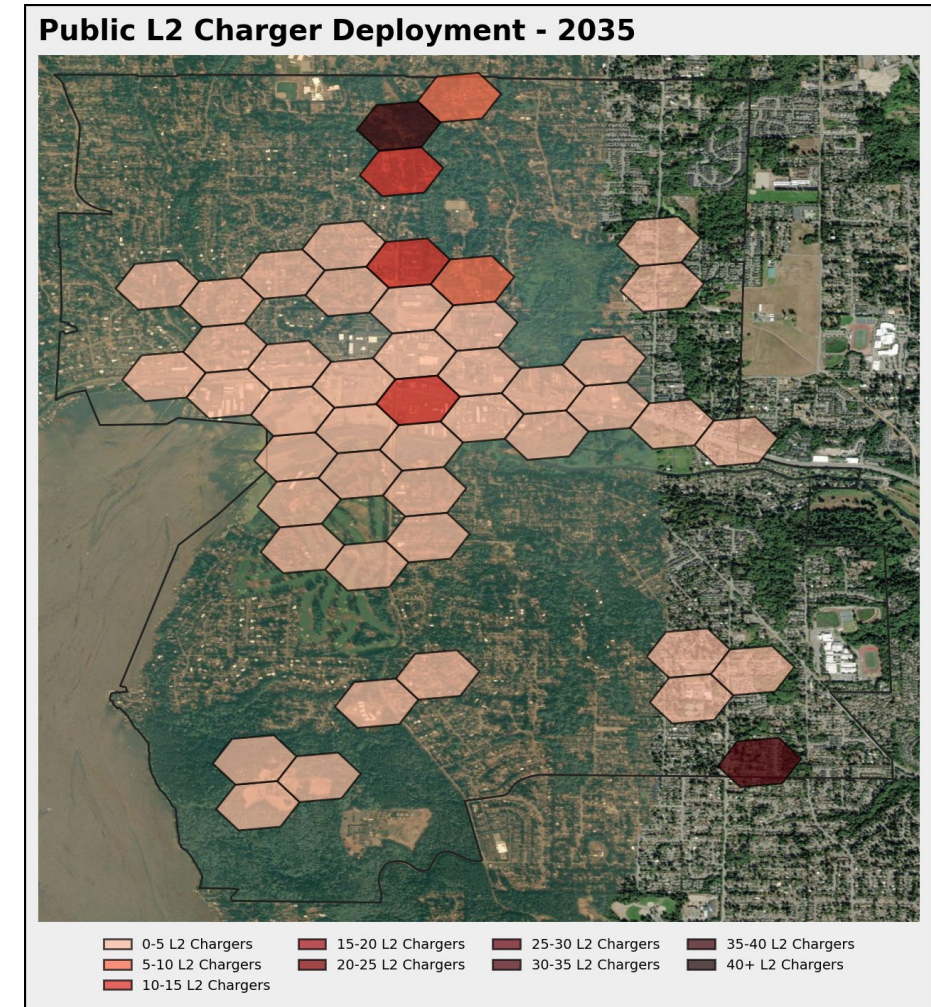 Public L2 Charger Deployment - 2035
0-5 L2 Chargers
5-10 L2 Chargers
10-15 L2 Chargers
15-20 L2 Chargers
20-25 L2 Chargers
25-30 L2 Chargers
30-35 L2 Chargers
35-40 L2 Chargers
40+ L2 Chargers